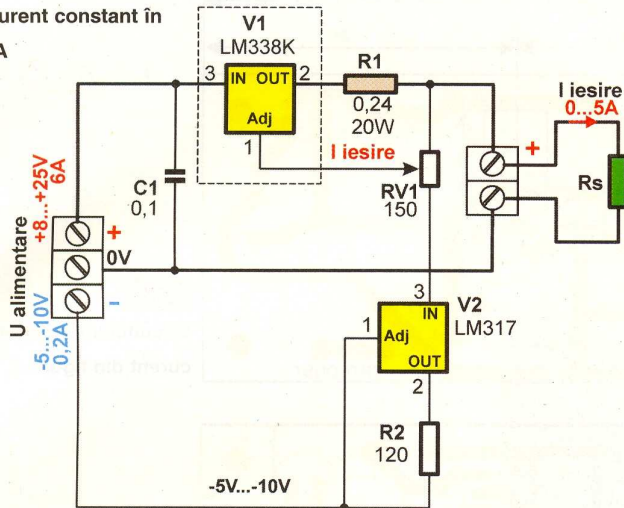 urent constant în
A
V1
LM338K
3
IN OUT
2
Adj
1
R1
0,24
20W
I iesire
C1
0,1
RV1
150
+
I iesire
0...5A
Rs
U alimentare
+8...+25V
6A
+
0V
-
-5...-10V
0,2A
3
IN
V2
LM317
1
Adj
OUT
2
R2
120
-5V...-10V